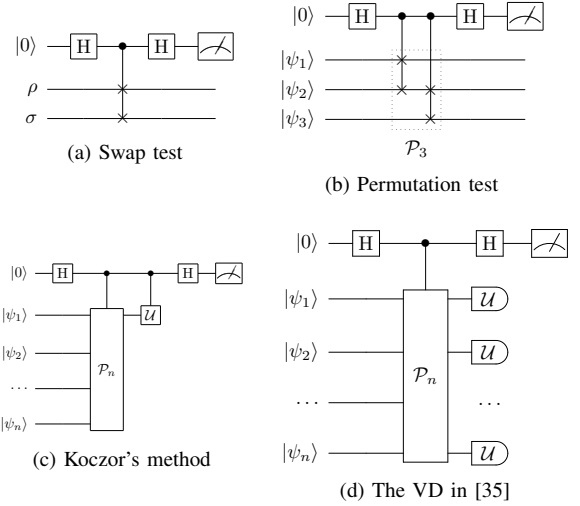 |0⟩ H H
ρ
σ
(a) Swap test
|0⟩ H H
|ψ₁⟩
|ψ₂⟩
|ψ₃⟩
𝒫₃
(b) Permutation test
|0⟩ H H
|ψ₁⟩ 𝒰
|ψ₂⟩
𝒫ₙ
...
|ψₙ⟩
(c) Koczor's method
|0⟩ H H
|ψ₁⟩ 𝒰
|ψ₂⟩ 𝒰
𝒫ₙ
... ...
|ψₙ⟩ 𝒰
(d) The VD in [35]